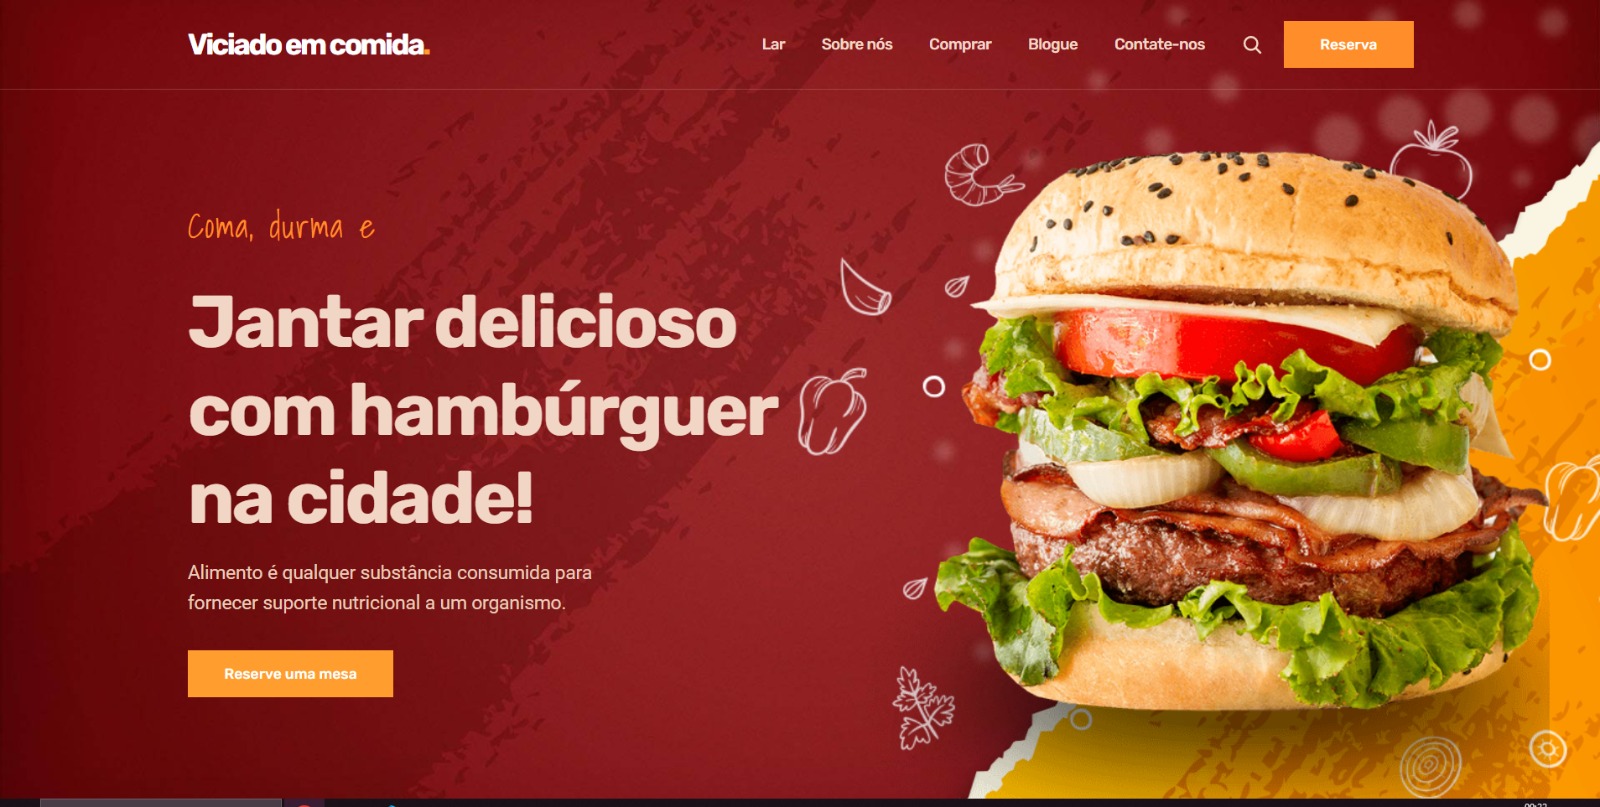 Viciado em comida.
Lar
Sobre nós
Comprar
Blogue
Contate-nos
Reserva
Coma, durma e
Jantar delicioso
com hambúrguer
na cidade!
Alimento é qualquer substância consumida para
fornecer suporte nutricional a um organismo.
Reserve uma mesa